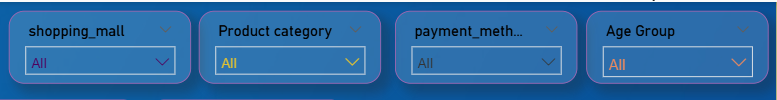 shopping_mall
All
Product category
All
payment_meth...
All
Age Group
All